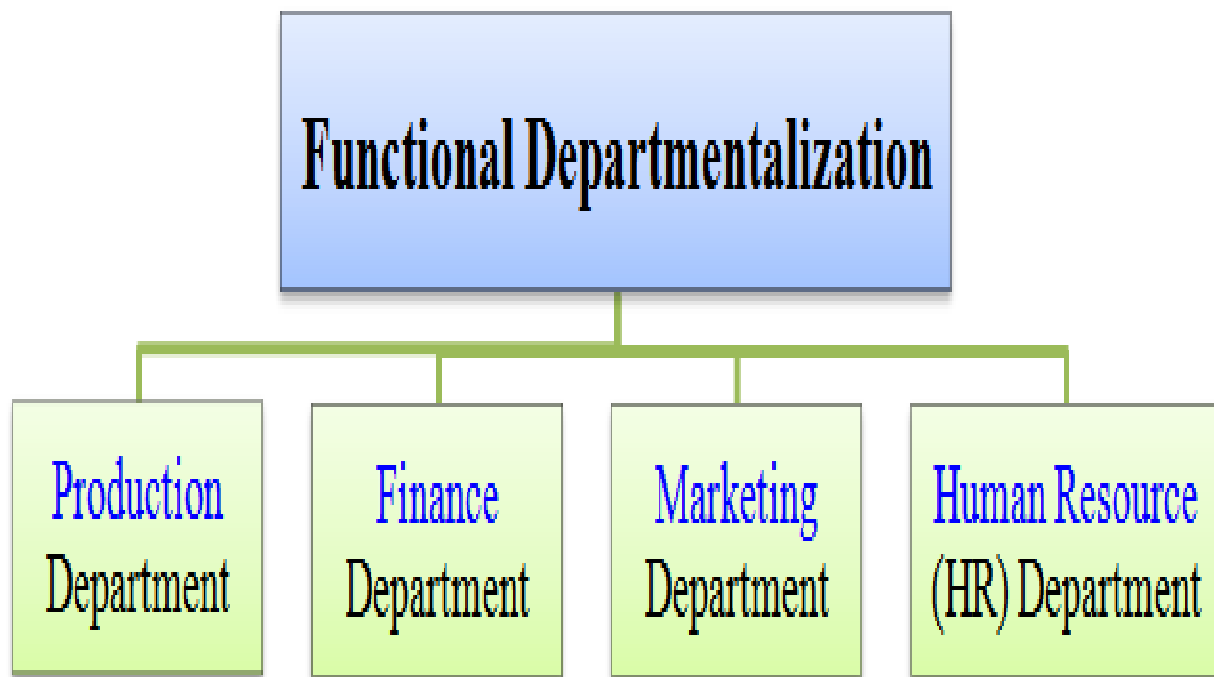 Functional Departmentalization
Production
Department
Finance
Department
Marketing
Department
Human Resource
(HR) Department